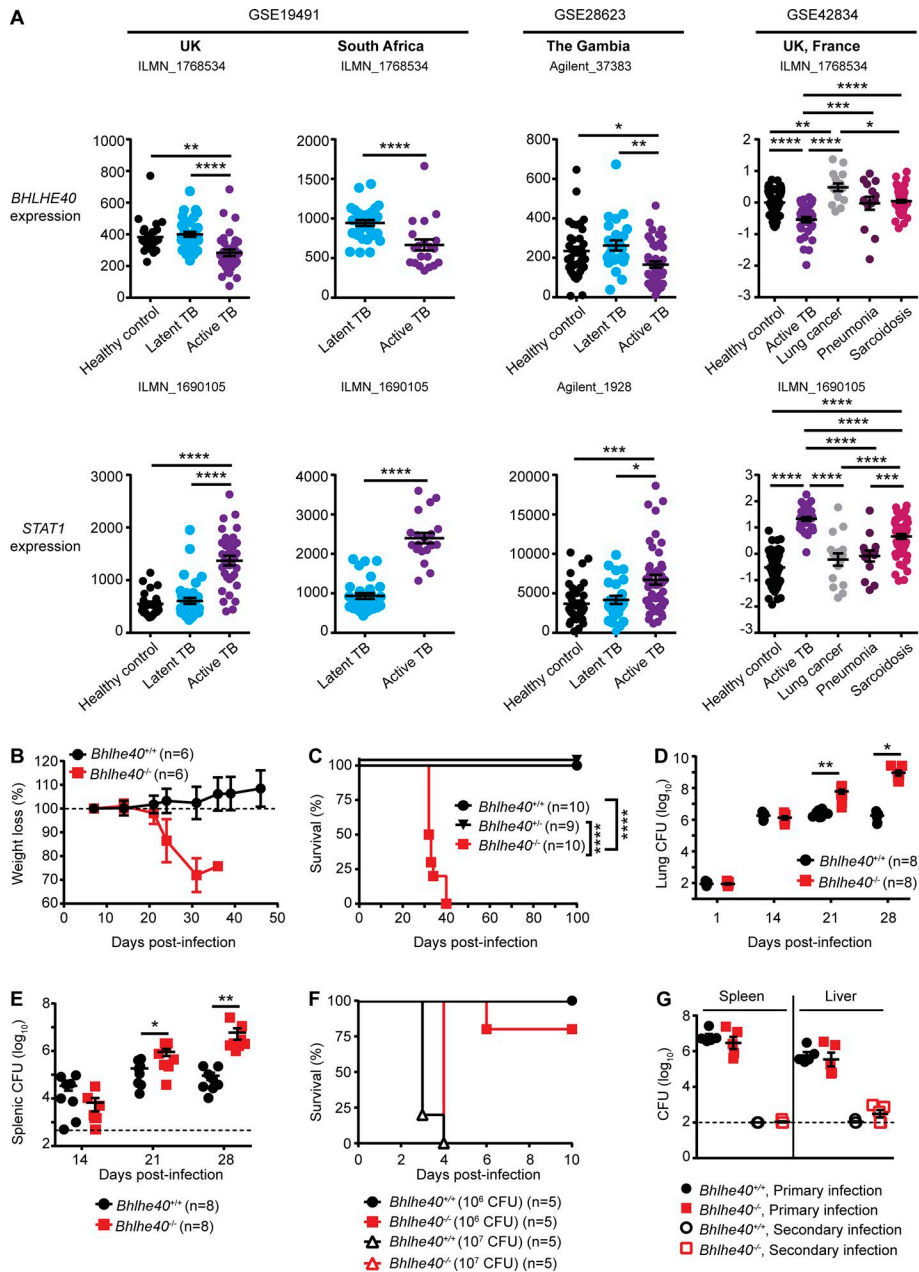 A
GSE19491 GSE28623 GSE42834
UK South Africa The Gambia UK, France
ILMN_1768534 ILMN_1768534 Agilent_37383 ILMN_1768534
BHLHE40
expression
1000
800
600
400
200
0
** ****
Healthy control Latent TB Active TB
2000
1500
1000
500
0
****
Latent TB Active TB
800
600
400
200
0
* **
Healthy control Latent TB Active TB
2
1
0
-1
-2
-3
****
***
** *
**** ****
Healthy control Active TB Lung cancer Pneumonia Sarcoidosis
ILMN_1690105 ILMN_1690105 Agilent_1928 ILMN_1690105
STAT1
expression
3000
2000
1000
0
****
****
Healthy control Latent TB Active TB
4000
3000
2000
1000
0
****
Latent TB Active TB
20000
15000
10000
5000
0
***
*
Healthy control Latent TB Active TB
3
2
1
0
-1
-2
-3
****
****
****
****
**** **** ***
Healthy control Active TB Lung cancer Pneumonia Sarcoidosis
B
Bhlhe40+/+ (n=6)
Bhlhe40-/- (n=6)
Weight loss (%)
120
110
100
90
80
70
60
0 10 20 30 40 50
Days post-infection
C
Survival (%)
100
75
50
25
0
Bhlhe40+/+ (n=10)
Bhlhe40+/- (n=9)
Bhlhe40-/- (n=10)
****
****
0 20 40 60 80 100
Days post-infection
D
Lung CFU (log10)
10
8
6
4
2
**
*
Bhlhe40+/+ (n=8)
Bhlhe40-/- (n=8)
1 14 21 28
Days post-infection
E
Splenic CFU (log10)
8
6
4
2
*
**
14 21 28
Days post-infection
Bhlhe40+/+ (n=8)
Bhlhe40-/- (n=8)
F
Survival (%)
100
75
50
25
0
0 2 4 6 8 10
Days post-infection
Bhlhe40+/+ (10⁶ CFU) (n=5)
Bhlhe40-/- (10⁶ CFU) (n=5)
Bhlhe40+/+ (10⁷ CFU) (n=5)
Bhlhe40-/- (10⁷ CFU) (n=5)
G
Spleen Liver
CFU (log10)
8
6
4
2
0
Bhlhe40+/+, Primary infection
Bhlhe40-/-, Primary infection
Bhlhe40+/+, Secondary infection
Bhlhe40-/-, Secondary infection